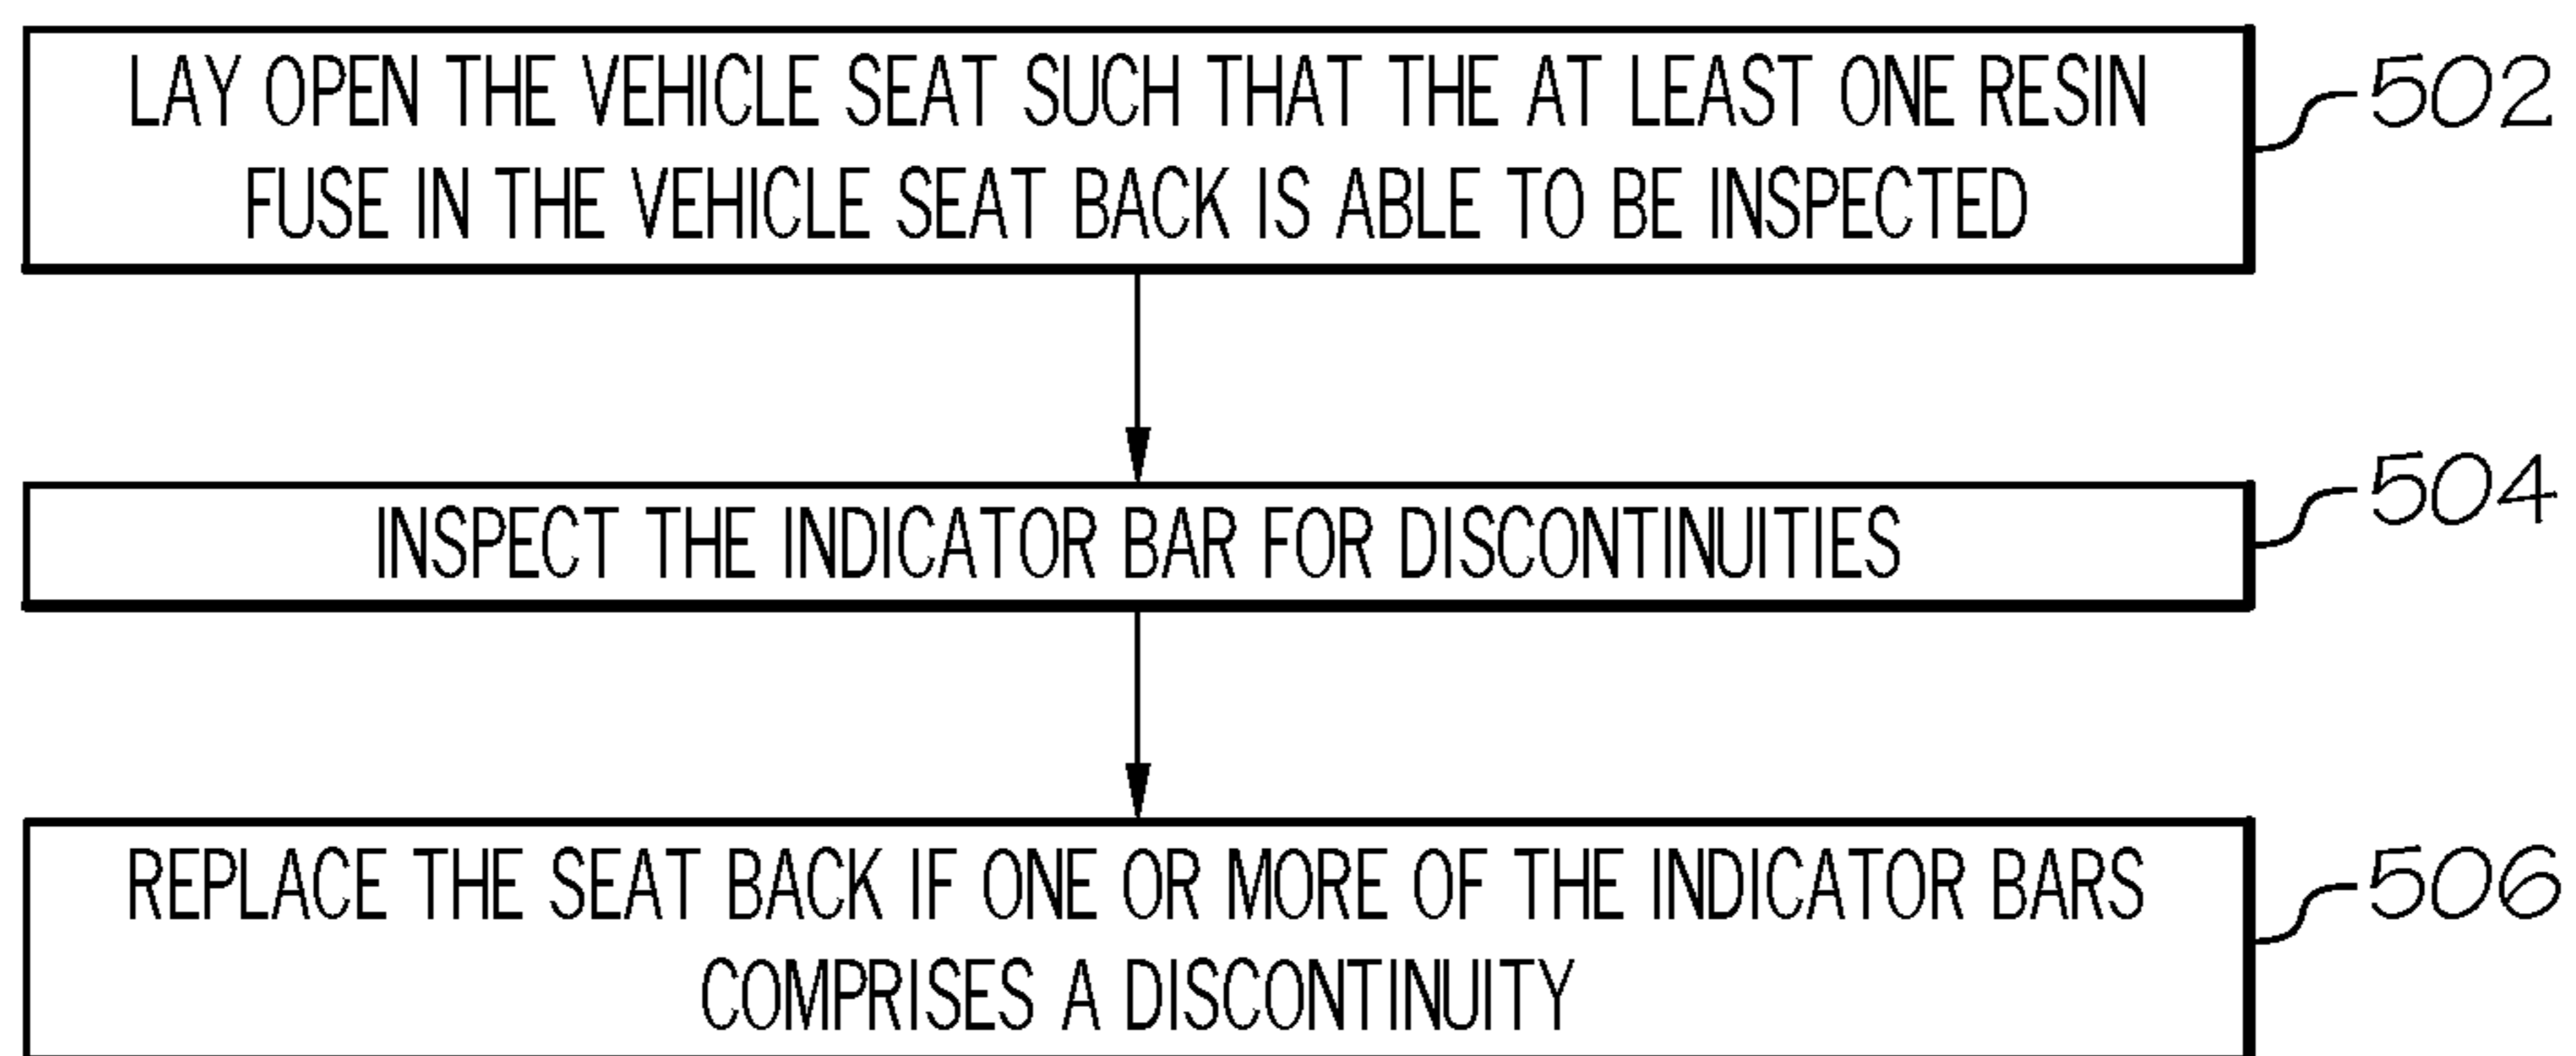 LAY OPEN THE VEHICLE SEAT SUCH THAT THE AT LEAST ONE RESIN
FUSE IN THE VEHICLE SEAT BACK IS ABLE TO BE INSPECTED
502
INSPECT THE INDICATOR BAR FOR DISCONTINUITIES
504
REPLACE THE SEAT BACK IF ONE OR MORE OF THE INDICATOR BARS
COMPRISES A DISCONTINUITY
506